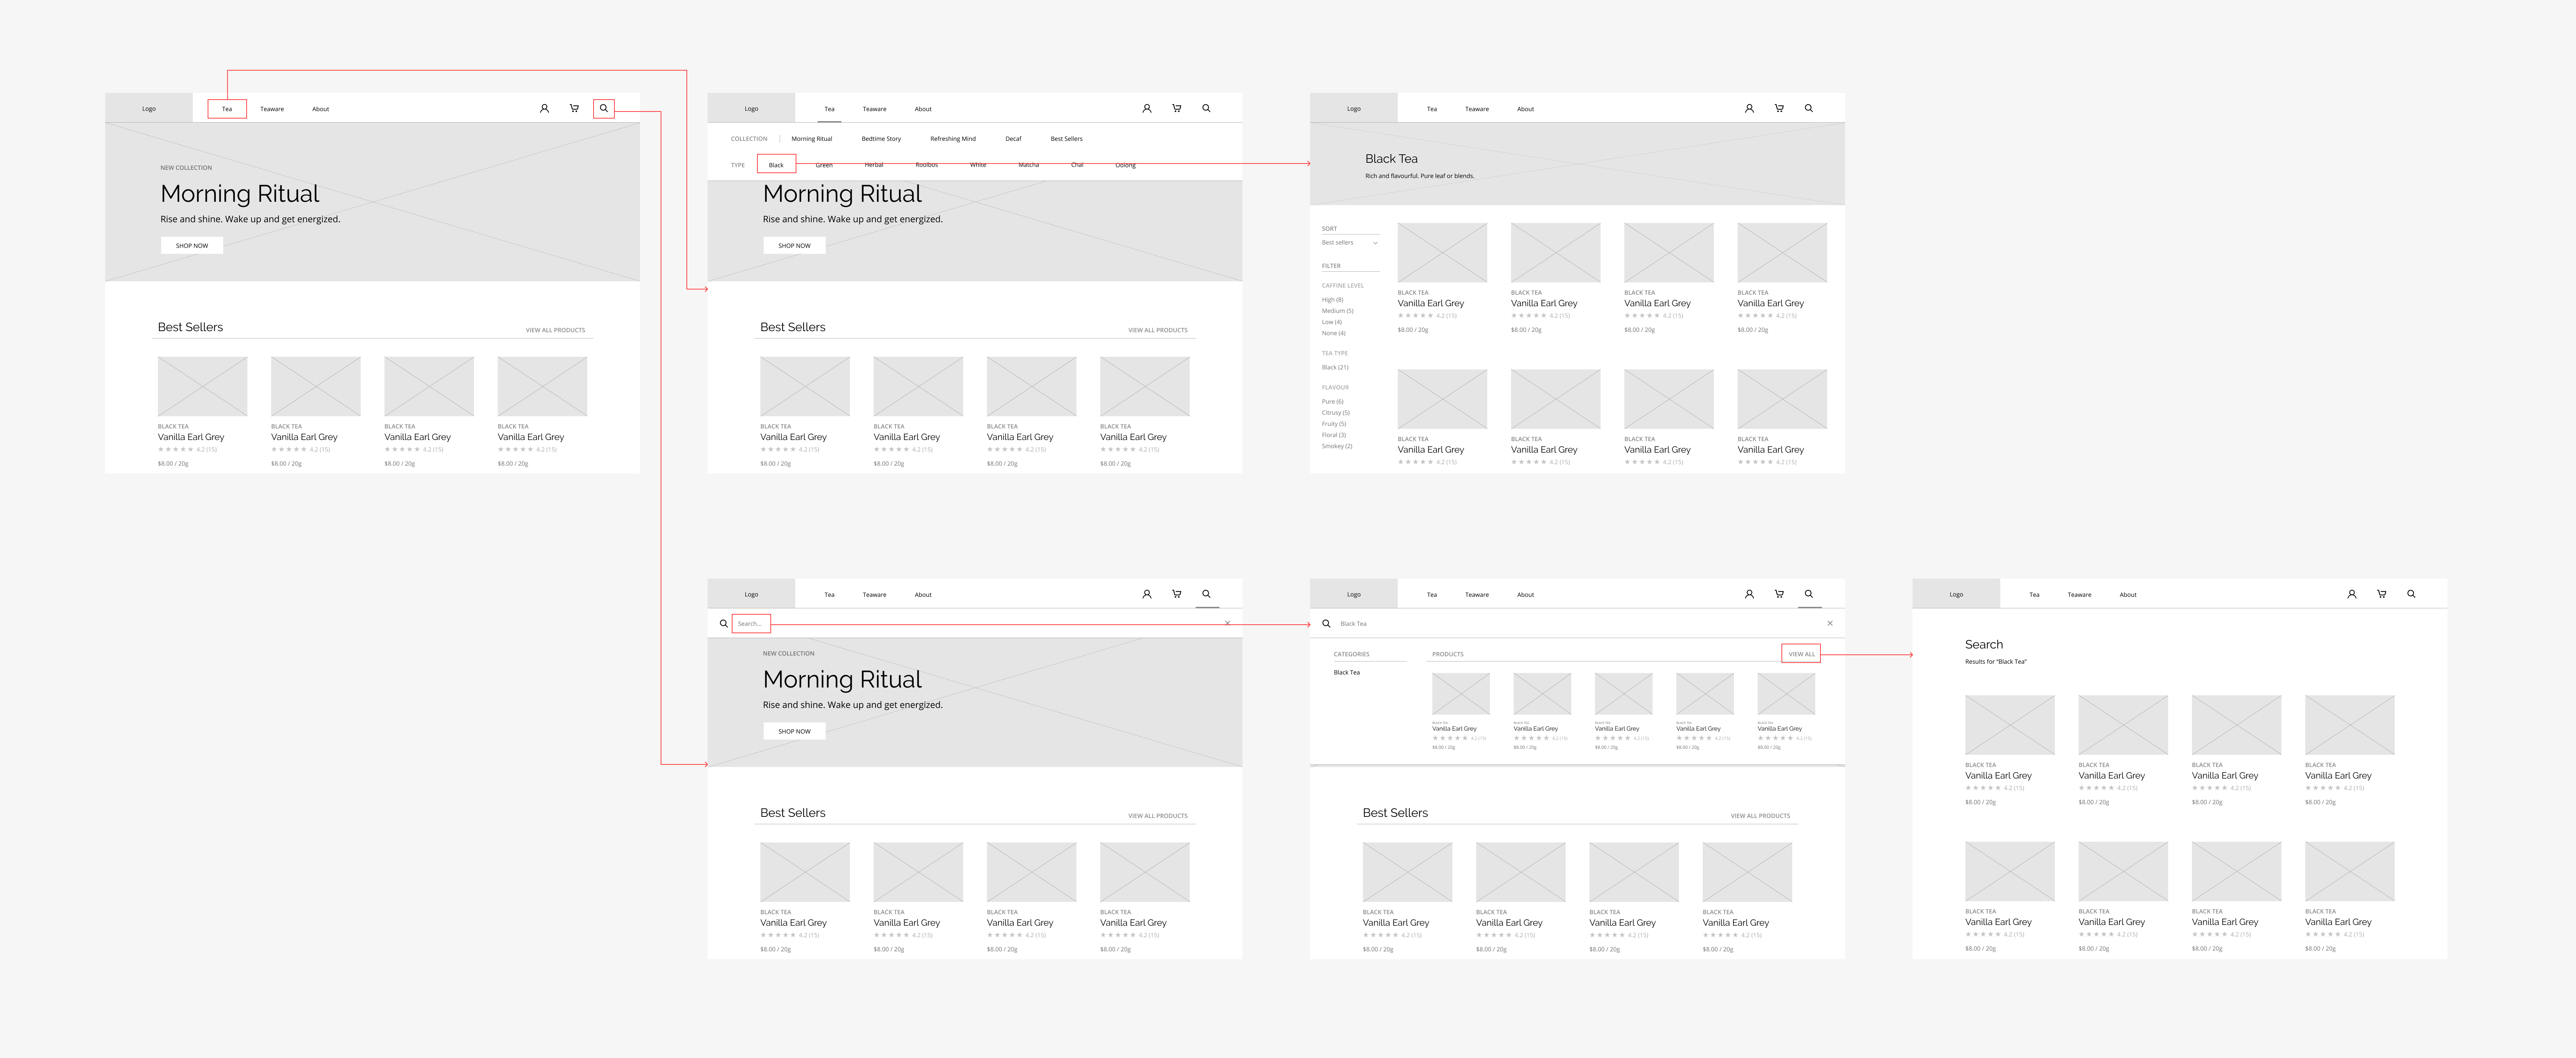 Logo Tea Teaware About
NEW COLLECTION
Morning Ritual
Rise and shine. Wake up and get energized.
SHOP NOW
Best Sellers VIEW ALL PRODUCTS
BLACK TEA BLACK TEA BLACK TEA BLACK TEA
Vanilla Earl Grey Vanilla Earl Grey Vanilla Earl Grey Vanilla Earl Grey
★★★★★ 4.2 (15) ★★★★★ 4.2 (15) ★★★★★ 4.2 (15) ★★★★★ 4.2 (15)
$8.00 / 20g $8.00 / 20g $8.00 / 20g $8.00 / 20g
Logo Tea Teaware About
COLLECTION Morning Ritual Bedtime Story Refreshing Mind Decaf Best Sellers
TYPE Black Green Herbal Rooibos White Matcha Chai Oolong
Morning Ritual
Rise and shine. Wake up and get energized.
SHOP NOW
Best Sellers VIEW ALL PRODUCTS
BLACK TEA BLACK TEA BLACK TEA BLACK TEA
Vanilla Earl Grey Vanilla Earl Grey Vanilla Earl Grey Vanilla Earl Grey
★★★★★ 4.2 (15) ★★★★★ 4.2 (15) ★★★★★ 4.2 (15) ★★★★★ 4.2 (15)
$8.00 / 20g $8.00 / 20g $8.00 / 20g $8.00 / 20g
Logo Tea Teaware About
Black Tea
Rich and flavourful. Pure leaf or blends.
SORT
Best sellers
FILTER
CAFFINE LEVEL
High (8)
Medium (5)
Low (4)
None (4)
TEA TYPE
Black (21)
FLAVOUR
Pure (6)
Citrusy (5)
Fruity (5)
Floral (3)
Smokey (2)
BLACK TEA BLACK TEA BLACK TEA BLACK TEA
Vanilla Earl Grey Vanilla Earl Grey Vanilla Earl Grey Vanilla Earl Grey
★★★★★ 4.2 (15) ★★★★★ 4.2 (15) ★★★★★ 4.2 (15) ★★★★★ 4.2 (15)
$8.00 / 20g $8.00 / 20g $8.00 / 20g $8.00 / 20g
BLACK TEA BLACK TEA BLACK TEA BLACK TEA
Vanilla Earl Grey Vanilla Earl Grey Vanilla Earl Grey Vanilla Earl Grey
★★★★★ 4.2 (15) ★★★★★ 4.2 (15) ★★★★★ 4.2 (15) ★★★★★ 4.2 (15)
Logo Tea Teaware About
Search...
NEW COLLECTION
Morning Ritual
Rise and shine. Wake up and get energized.
SHOP NOW
Best Sellers VIEW ALL PRODUCTS
BLACK TEA BLACK TEA BLACK TEA BLACK TEA
Vanilla Earl Grey Vanilla Earl Grey Vanilla Earl Grey Vanilla Earl Grey
★★★★★ 4.2 (15) ★★★★★ 4.2 (15) ★★★★★ 4.2 (15) ★★★★★ 4.2 (15)
$8.00 / 20g $8.00 / 20g $8.00 / 20g $8.00 / 20g
Logo Tea Teaware About
Black Tea
CATEGORIES
Black Tea
PRODUCTS VIEW ALL
BLACK TEA BLACK TEA BLACK TEA BLACK TEA BLACK TEA
Vanilla Earl Grey Vanilla Earl Grey Vanilla Earl Grey Vanilla Earl Grey Vanilla Earl Grey
★★★★★ 4.2 (15) ★★★★★ 4.2 (15) ★★★★★ 4.2 (15) ★★★★★ 4.2 (15) ★★★★★ 4.2 (15)
$8.00 / 20g $8.00 / 20g $8.00 / 20g $8.00 / 20g $8.00 / 20g
Best Sellers VIEW ALL PRODUCTS
BLACK TEA BLACK TEA BLACK TEA BLACK TEA
Vanilla Earl Grey Vanilla Earl Grey Vanilla Earl Grey Vanilla Earl Grey
★★★★★ 4.2 (15) ★★★★★ 4.2 (15) ★★★★★ 4.2 (15) ★★★★★ 4.2 (15)
$8.00 / 20g $8.00 / 20g $8.00 / 20g $8.00 / 20g
Logo Tea Teaware About
Search
Results for "Black Tea"
BLACK TEA BLACK TEA BLACK TEA BLACK TEA
Vanilla Earl Grey Vanilla Earl Grey Vanilla Earl Grey Vanilla Earl Grey
★★★★★ 4.2 (15) ★★★★★ 4.2 (15) ★★★★★ 4.2 (15) ★★★★★ 4.2 (15)
$8.00 / 20g $8.00 / 20g $8.00 / 20g $8.00 / 20g
BLACK TEA BLACK TEA BLACK TEA BLACK TEA
Vanilla Earl Grey Vanilla Earl Grey Vanilla Earl Grey Vanilla Earl Grey
★★★★★ 4.2 (15) ★★★★★ 4.2 (15) ★★★★★ 4.2 (15) ★★★★★ 4.2 (15)
$8.00 / 20g $8.00 / 20g $8.00 / 20g $8.00 / 20g